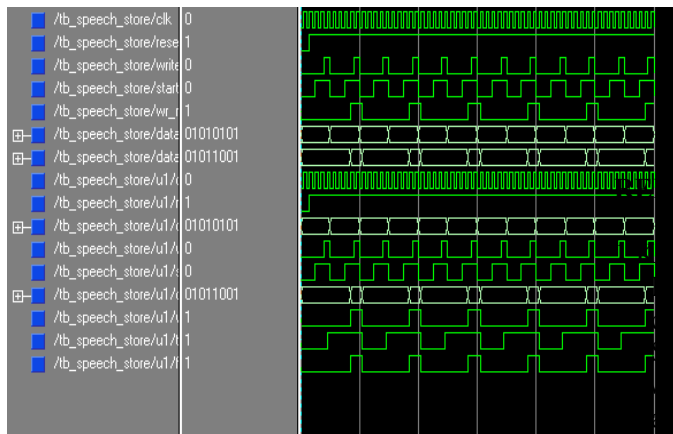 /tb_speech_store/clk 0
/tb_speech_store/rese 1
/tb_speech_store/write 0
/tb_speech_store/start 0
/tb_speech_store/wr_r 1
/tb_speech_store/data 01010101
/tb_speech_store/data 01011001
/tb_speech_store/u1/c 0
/tb_speech_store/u1/r 1
/tb_speech_store/u1/c 01010101
/tb_speech_store/u1/v 0
/tb_speech_store/u1/s 0
/tb_speech_store/u1/c 01011001
/tb_speech_store/u1/v 1
/tb_speech_store/u1/t 1
/tb_speech_store/u1/f 1